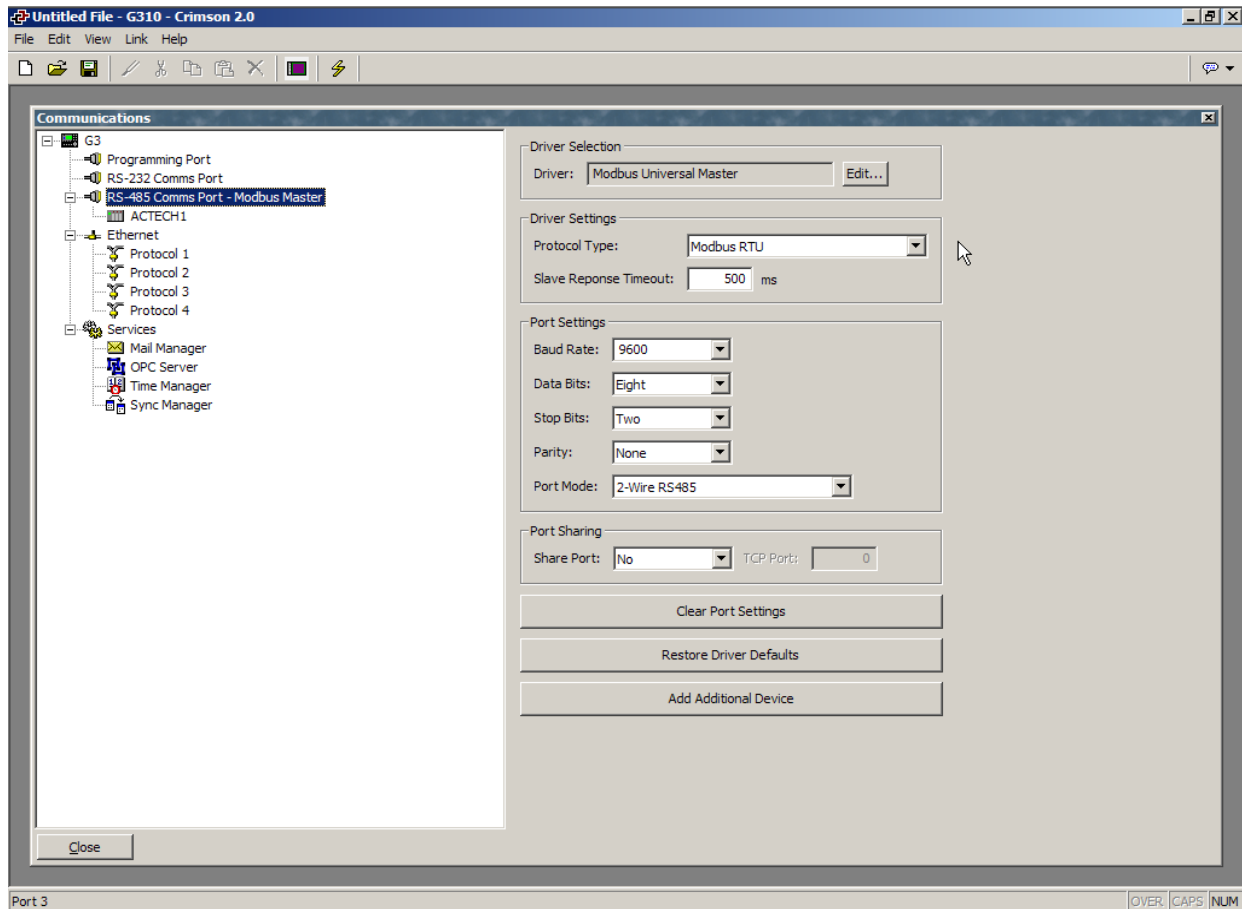 Untitled File - G310 - Crimson 2.0
File Edit View Link Help
Communications
G3
Programming Port
RS-232 Comms Port
RS-485 Comms Port - Modbus Master
ACTECH1
Ethernet
Protocol 1
Protocol 2
Protocol 3
Protocol 4
Services
Mail Manager
OPC Server
Time Manager
Sync Manager
Driver Selection
Driver: Modbus Universal Master Edit...
Driver Settings
Protocol Type: Modbus RTU
Slave Reponse Timeout: 500 ms
Port Settings
Baud Rate: 9600
Data Bits: Eight
Stop Bits: Two
Parity: None
Port Mode: 2-Wire RS485
Port Sharing
Share Port: No TCP Port: 0
Clear Port Settings
Restore Driver Defaults
Add Additional Device
Close
Port 3 OVER CAPS NUM